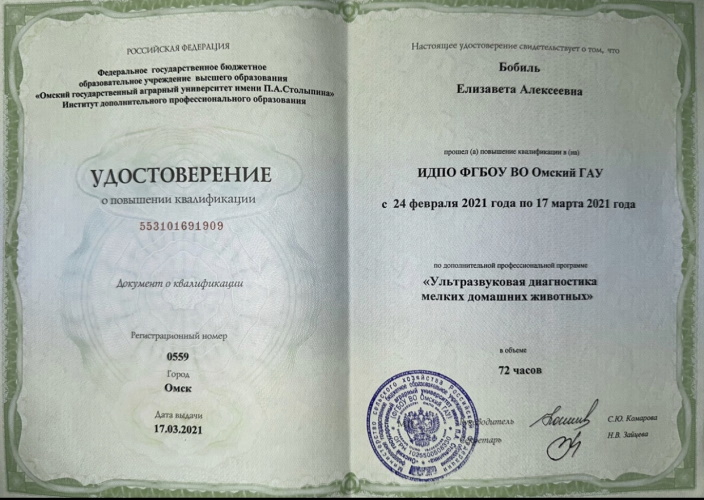 РОССИЙСКАЯ ФЕДЕРАЦИЯ
Федеральное государственное бюджетное
образовательное учреждение высшего образования
«Омский государственный аграрный университет имени П.А.Столыпина»
Институт дополнительного профессионального образования
УДОСТОВЕРЕНИЕ
о повышении квалификации
553101691909
Документ о квалификации
Регистрационный номер
0559
Город
Омск
Дата выдачи
17.03.2021
Настоящее удостоверение свидетельствует о том, что
Бобиль
Елизавета Алексеевна
прошел (а) повышение квалификации в (на)
ИДПО ФГБОУ ВО Омский ГАУ
с 24 февраля 2021 года по 17 марта 2021 года
по дополнительной профессиональной программе
«Ультразвуковая диагностика
мелких домашних животных»
в объеме
72 часов
С.Ю. Комарова
Н.В. Зайцева